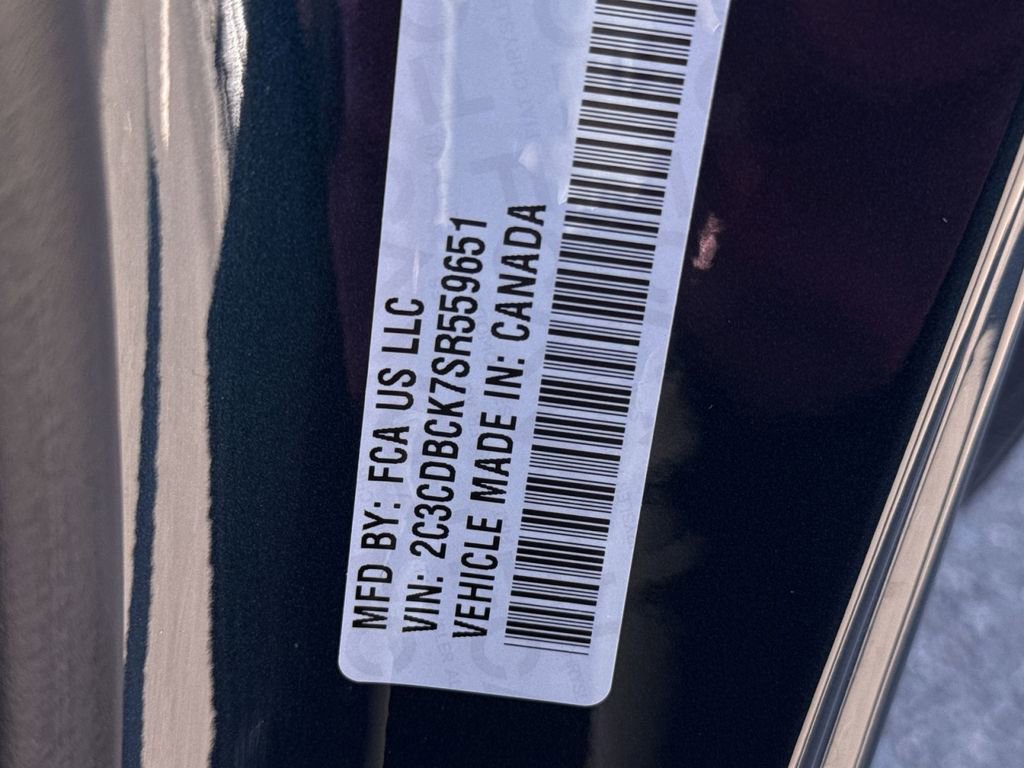 MFD BY: FCA US LLC
VIN: 2C3CDBCK7SR559651
VEHICLE MADE IN: CANADA